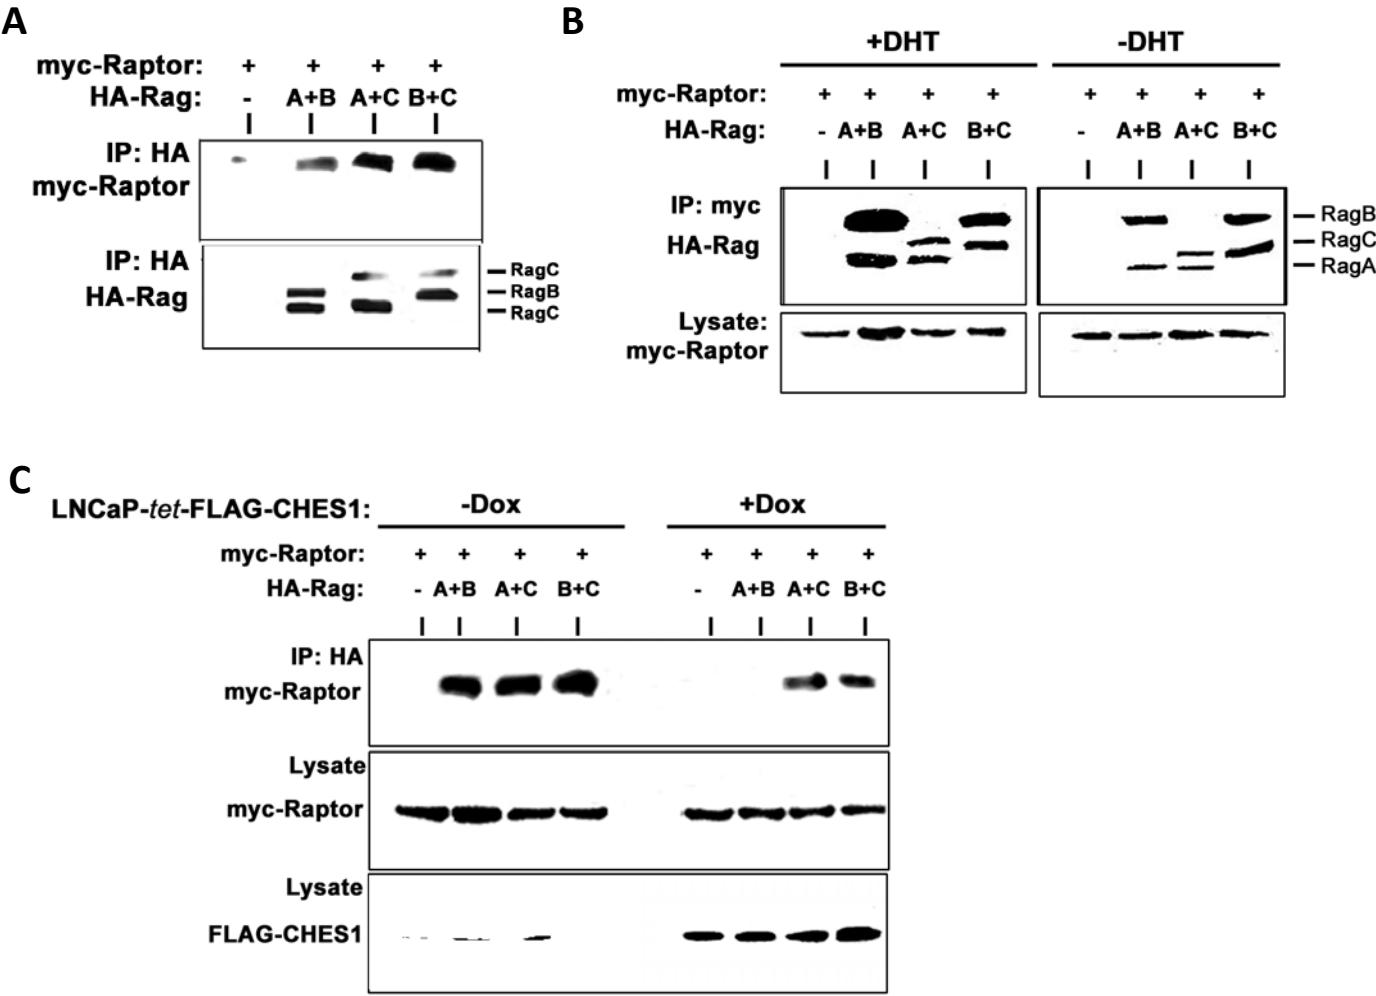 A
myc-Raptor: + + + +
HA-Rag: - A+B A+C B+C
IP: HA
myc-Raptor
IP: HA
HA-Rag
RagC
RagB
RagC
B
+DHT -DHT
myc-Raptor: + + + + + + + +
HA-Rag: - A+B A+C B+C - A+B A+C B+C
IP: myc
HA-Rag
RagB
RagC
RagA
Lysate:
myc-Raptor
C
LNCaP-tet-FLAG-CHES1: -Dox +Dox
myc-Raptor: + + + + + + + +
HA-Rag: - A+B A+C B+C - A+B A+C B+C
IP: HA
myc-Raptor
Lysate
myc-Raptor
Lysate
FLAG-CHES1